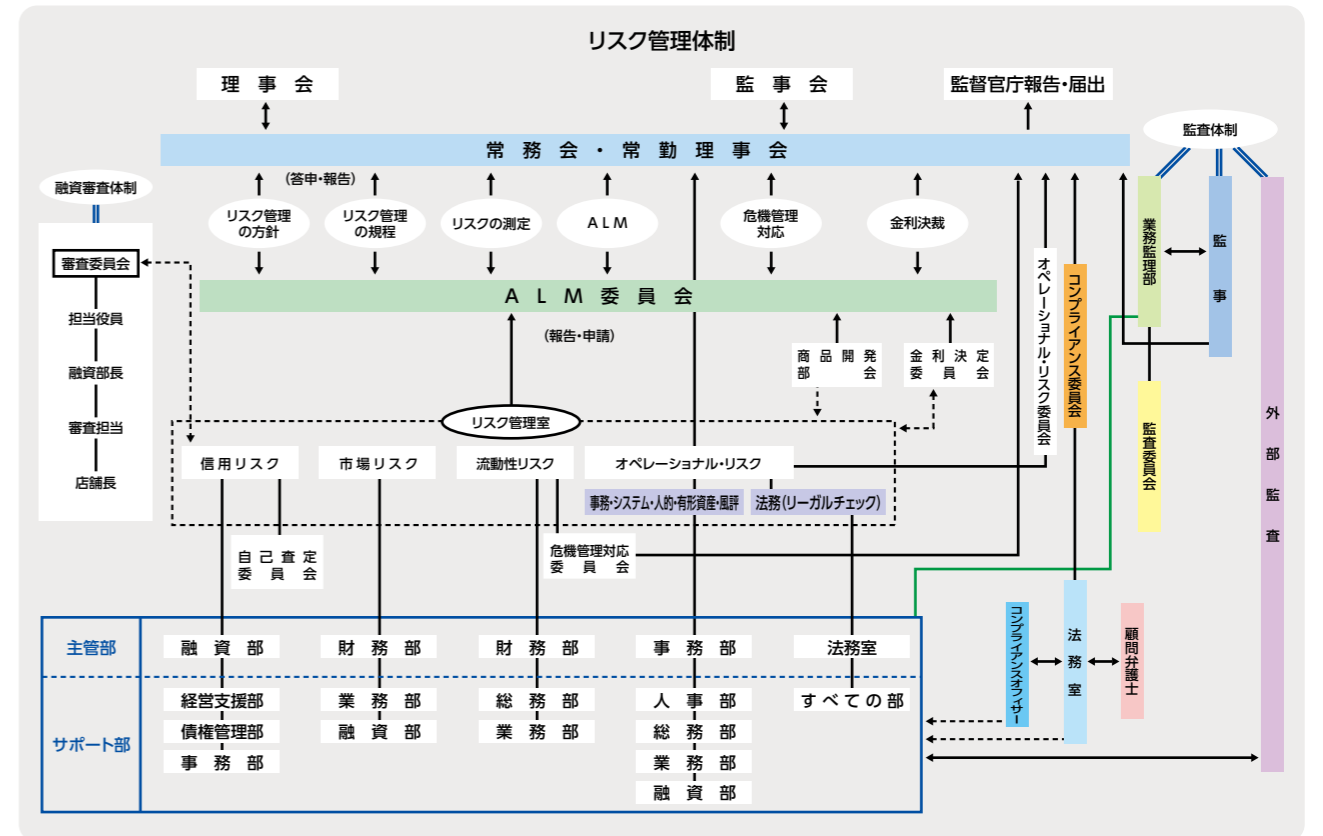 リスク管理体制
理事会
監事会
監督官庁報告・届出
監査体制
常務会・常勤理事会
(答申・報告)
融資審査体制
リスク管理
の方針
リスク管理
の規程
リスクの測定
ALM
危機管理
対応
金利決裁
審査委員会
担当役員
融資部長
審査担当
店舗長
ALM委員会
(報告・申請)
商品開発
部会
金利決定
委員会
オペレーショナル・リスク委員会
コンプライアンス委員会
業務監理部
監事
監査委員会
外部監査
リスク管理室
信用リスク
市場リスク
流動性リスク
オペレーショナル・リスク
事務・システム・人的・有形資産・風評
法務(リーガルチェック)
自己査定
委員会
危機管理対応
委員会
主管部
融資部
財務部
財務部
事務部
法務室
サポート部
経営支援部
債権管理部
事務部
業務部
融資部
総務部
業務部
人事部
総務部
業務部
融資部
すべての部
コンプライアンスオフィサー
法務室
顧問弁護士